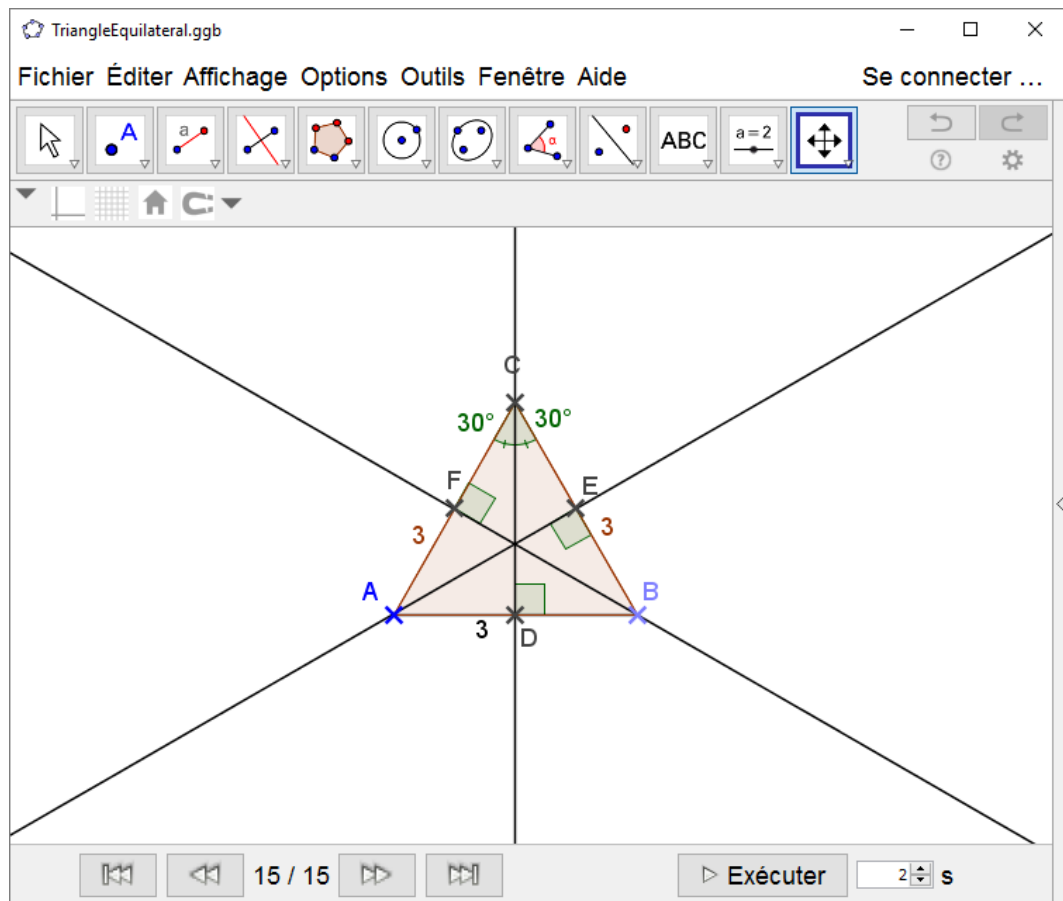 TriangleEquilateral.ggb
Fichier Éditer Affichage Options Outils Fenêtre Aide Se connecter ...
A a α ABC a=2 ?
C
30° 30°
F E
3 3
A B
3 D
15 / 15 Exécuter 2 s